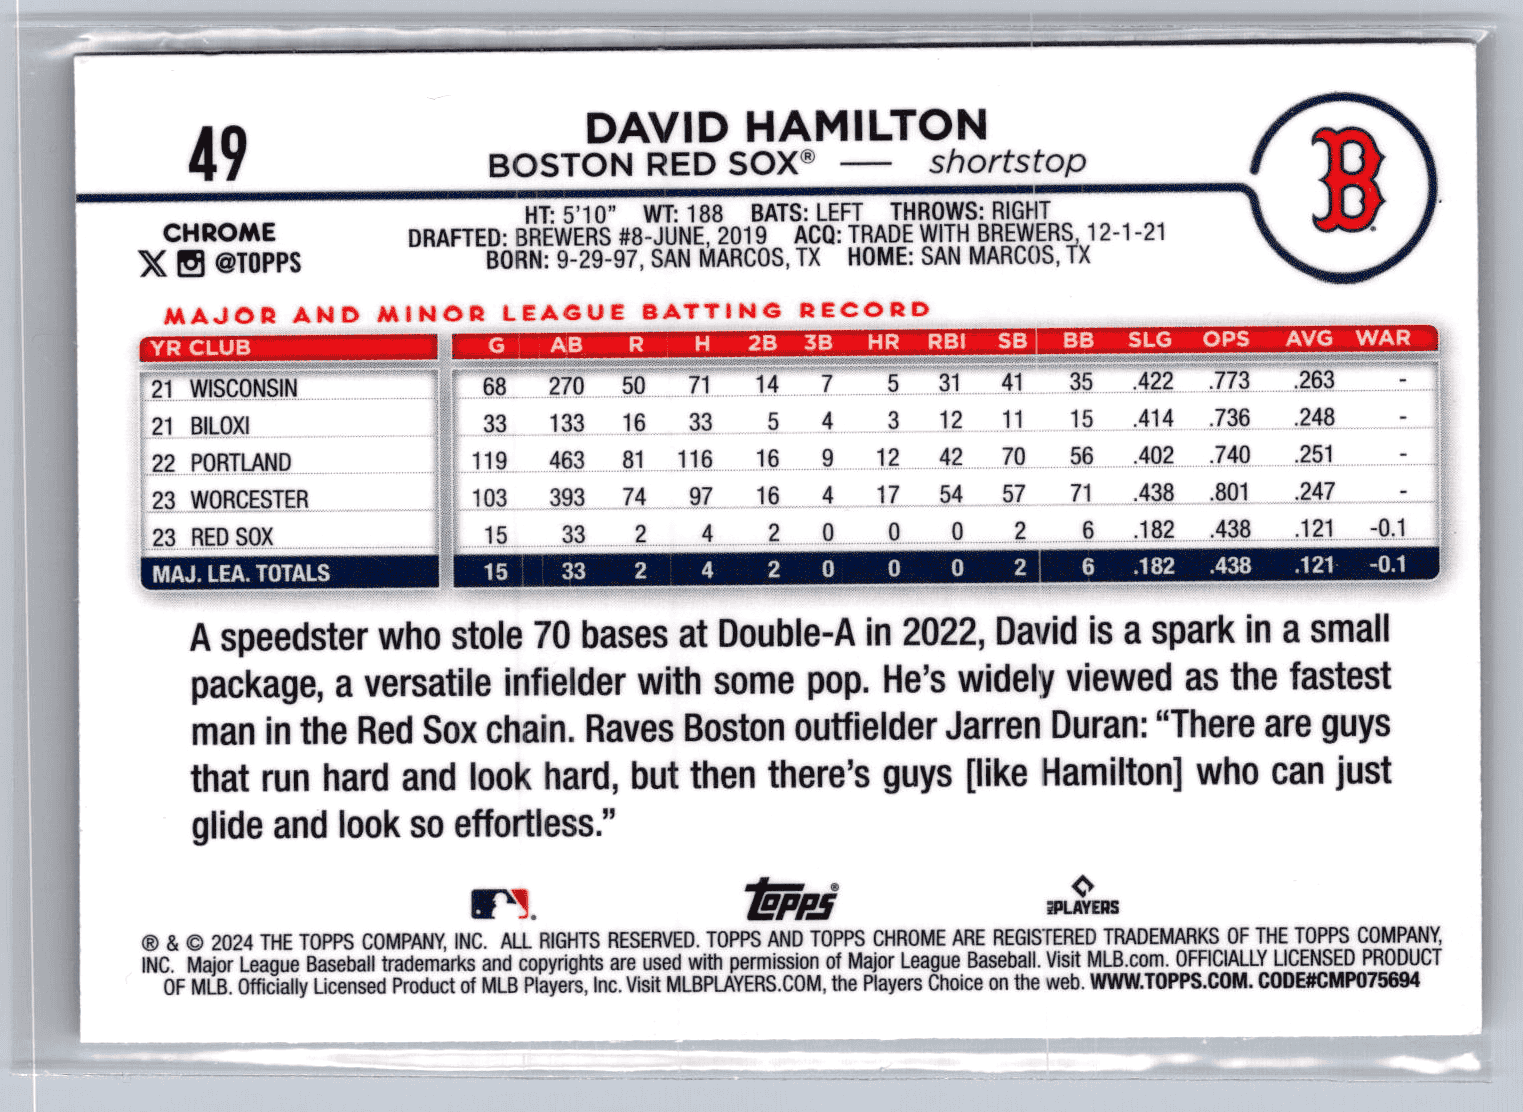 49
DAVID HAMILTON
BOSTON RED SOX® — shortstop
B
CHROME
X @TOPPS
HT: 5'10" WT: 188 BATS: LEFT THROWS: RIGHT
DRAFTED: BREWERS #8-JUNE, 2019 ACQ: TRADE WITH BREWERS, 12-1-21
BORN: 9-29-97, SAN MARCOS, TX HOME: SAN MARCOS, TX
MAJOR AND MINOR LEAGUE BATTING RECORD
YR CLUB G AB R H 2B 3B HR RBI SB BB SLG OPS AVG WAR
21 WISCONSIN 68 270 50 71 14 7 5 31 41 35 .422 .773 .263 -
21 BILOXI 33 133 16 33 5 4 3 12 11 15 .414 .736 .248 -
22 PORTLAND 119 463 81 116 16 9 12 42 70 56 .402 .740 .251 -
23 WORCESTER 103 393 74 97 16 4 17 54 57 71 .438 .801 .247 -
23 RED SOX 15 33 2 4 2 0 0 0 2 6 .182 .438 .121 -0.1
MAJ. LEA. TOTALS 15 33 2 4 2 0 0 0 2 6 .182 .438 .121 -0.1
A speedster who stole 70 bases at Double-A in 2022, David is a spark in a small
package, a versatile infielder with some pop. He's widely viewed as the fastest
man in the Red Sox chain. Raves Boston outfielder Jarren Duran: “There are guys
that run hard and look hard, but then there's guys [like Hamilton] who can just
glide and look so effortless.”
TOPPS®
MLB PLAYERS
® & © 2024 THE TOPPS COMPANY, INC. ALL RIGHTS RESERVED. TOPPS AND TOPPS CHROME ARE REGISTERED TRADEMARKS OF THE TOPPS COMPANY,
INC. Major League Baseball trademarks and copyrights are used with permission of Major League Baseball. Visit MLB.com. OFFICIALLY LICENSED PRODUCT
OF MLB. Officially Licensed Product of MLB Players, Inc. Visit MLBPLAYERS.COM, the Players Choice on the web. WWW.TOPPS.COM. CODE#CMP075694